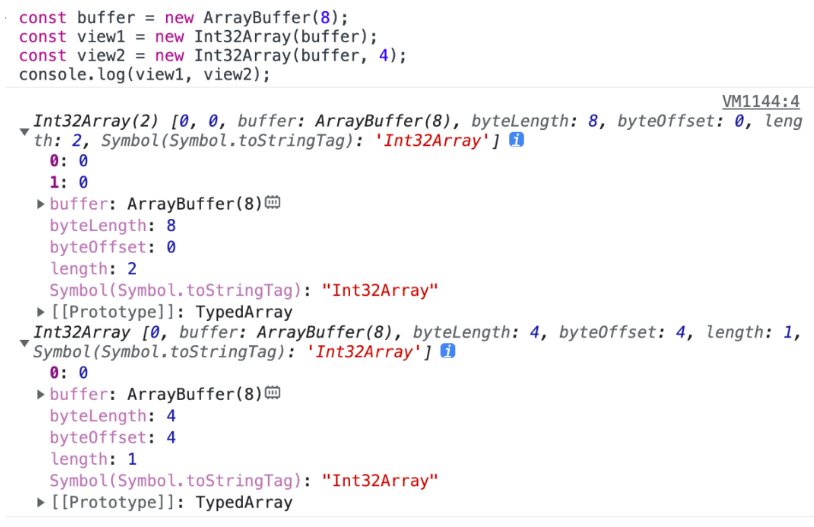 const buffer = new ArrayBuffer(8);
const view1 = new Int32Array(buffer);
const view2 = new Int32Array(buffer, 4);
console.log(view1, view2);
VM1144:4
Int32Array(2) [0, 0, buffer: ArrayBuffer(8), byteLength: 8, byteOffset: 0, leng
th: 2, Symbol(Symbol.toStringTag): 'Int32Array'] i
0: 0
1: 0
buffer: ArrayBuffer(8)
byteLength: 8
byteOffset: 0
length: 2
Symbol(Symbol.toStringTag): "Int32Array"
[[Prototype]]: TypedArray
Int32Array [0, buffer: ArrayBuffer(8), byteLength: 4, byteOffset: 4, length: 1,
Symbol(Symbol.toStringTag): 'Int32Array'] i
0: 0
buffer: ArrayBuffer(8)
byteLength: 4
byteOffset: 4
length: 1
Symbol(Symbol.toStringTag): "Int32Array"
[[Prototype]]: TypedArray